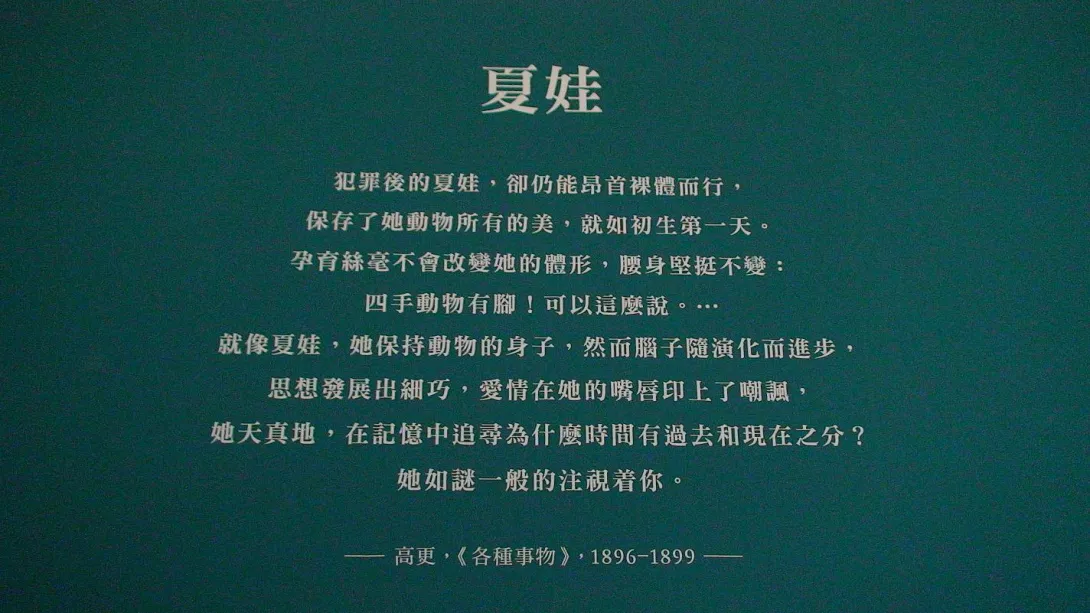 夏娃
犯罪後的夏娃，卻仍能昂首裸體而行，
保存了她動物所有的美，就如初生第一天。
孕育絲毫不會改變她的體形，腰身堅挺不變：
四手動物有腳！可以這麼說。…
就像夏娃，她保持動物的身子，然而腦子隨演化而進步，
思想發展出細巧，愛情在她的嘴唇印上了嘲諷，
她天真地，在記憶中追尋為什麼時間有過去和現在之分？
她如謎一般的注視着你。
—— 高更，《各種事物》，1896-1899 ——